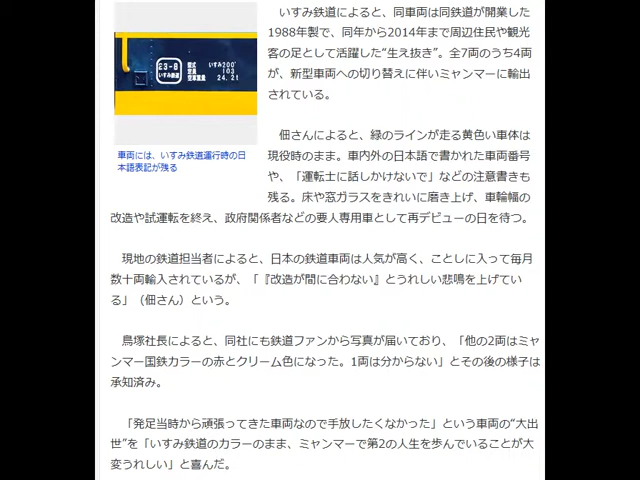 いすみ鉄道によると、同車両は同鉄道が開業した
1988年製で、同年から2014年まで周辺住民や観光
客の足として活躍した“生え抜き”。全7両のうち4両
が、新型車両への切り替えに伴いミャンマーに輸出
されている。
23-8
いすみ鉄道
型式 いすみ200'
定員 103
空車重量 24.2t
車両には、いすみ鉄道運行時の日
本語表記が残る
佃さんによると、緑のラインが走る黄色い車体は
現役時のまま。車内外の日本語で書かれた車両番号
や、「運転士に話しかけないで」などの注意書きも
残る。床や窓ガラスをきれいに磨き上げ、車輪幅の
改造や試運転を終え、政府関係者などの要人専用車として再デビューの日を待つ。
現地の鉄道担当者によると、日本の鉄道車両は人気が高く、ことしに入って毎月
数十両輸入されているが、「『改造が間に合わない』とうれしい悲鳴を上げてい
る」（佃さん）という。
鳥塚社長によると、同社にも鉄道ファンから写真が届いており、「他の2両はミャ
ンマー国鉄カラーの赤とクリーム色になった。1両は分からない」とその後の様子は
承知済み。
「発足当時から頑張ってきた車両なので手放したくなかった」という車両の“大出
世”を「いすみ鉄道のカラーのまま、ミャンマーで第2の人生を歩んでいることが大
変うれしい」と喜んだ。